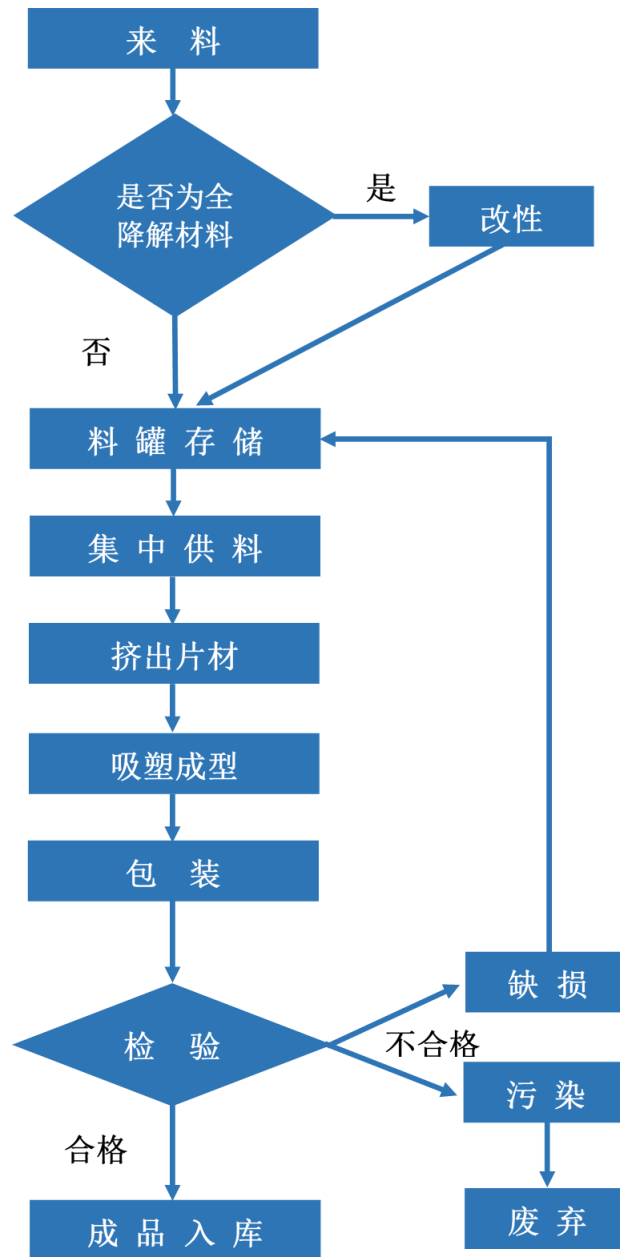 来 料
是否为全
降解材料
是
改性
否
料 罐 存 储
集 中 供 料
挤出片材
吸塑成型
包 装
缺 损
检 验
不合格
污 染
合格
成 品 入 库
废 弃